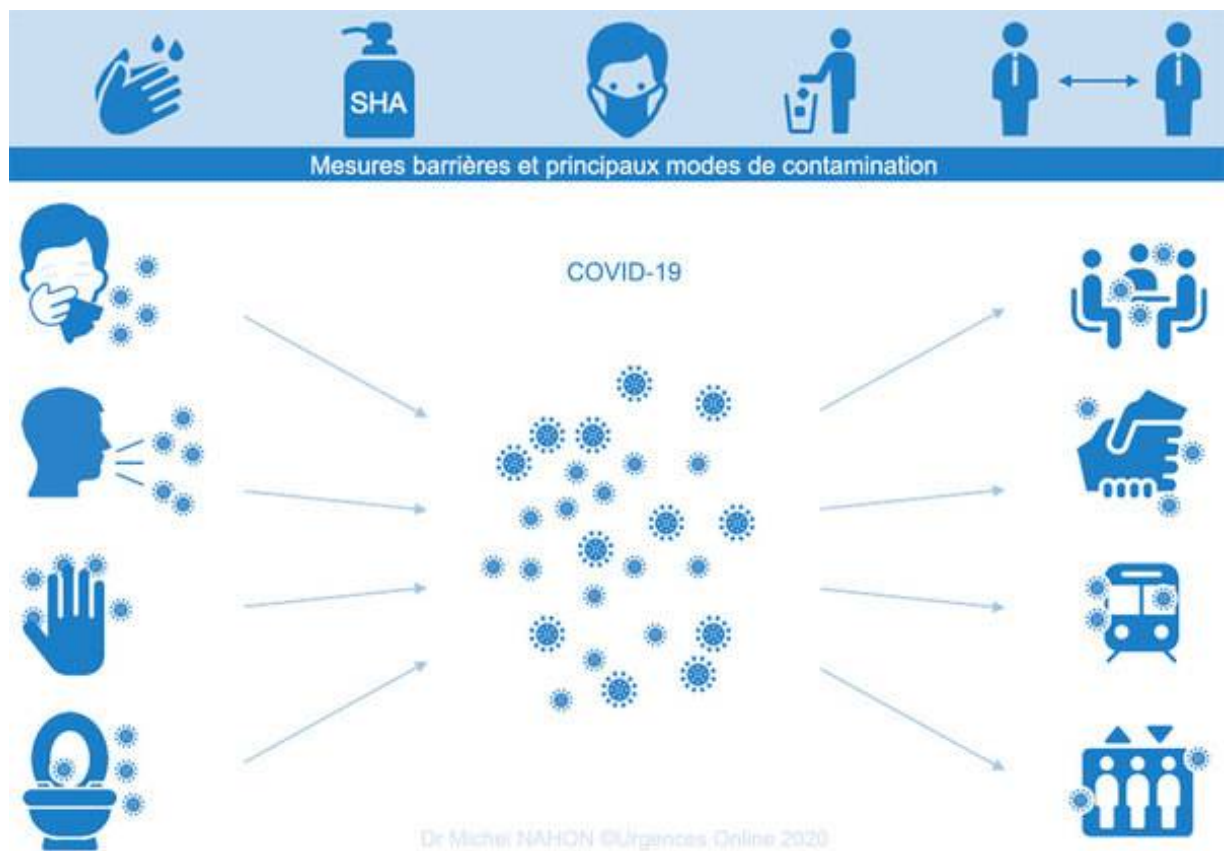 SHA
Mesures barrières et principaux modes de contamination
COVID-19
Dr Michel NAHON ©Urgences Online 2020